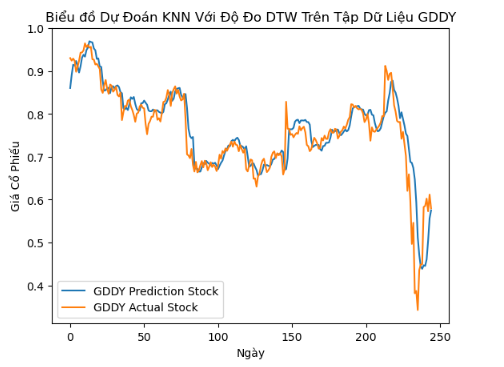 Biểu đồ Dự Đoán KNN Với Độ Đo DTW Trên Tập Dữ Liệu GDDY
1.0
0.9
0.8
0.7
0.6
0.5
0.4
Giá Cổ Phiếu
GDDY Prediction Stock
GDDY Actual Stock
0 50 100 150 200 250
Ngày